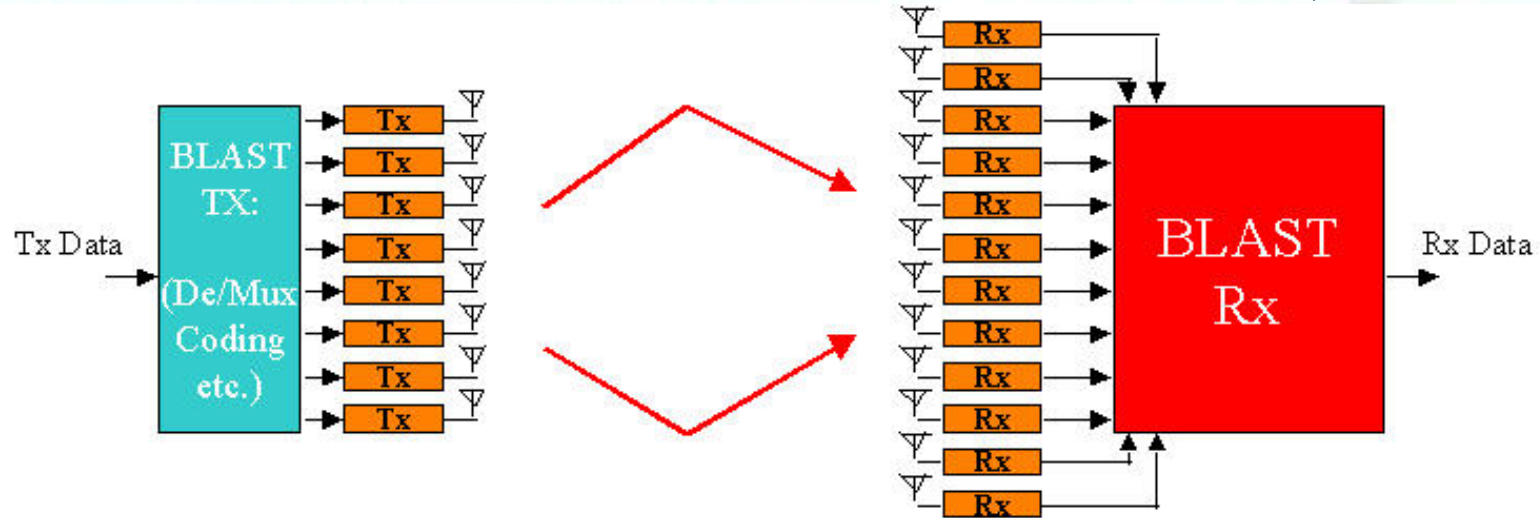 Tx Data
BLAST
TX:
(De/Mux
Coding
etc.)
Tx
Tx
Tx
Tx
Tx
Tx
Tx
Tx
Rx
Rx
Rx
Rx
Rx
Rx
Rx
Rx
Rx
Rx
Rx
Rx
BLAST
Rx
Rx Data